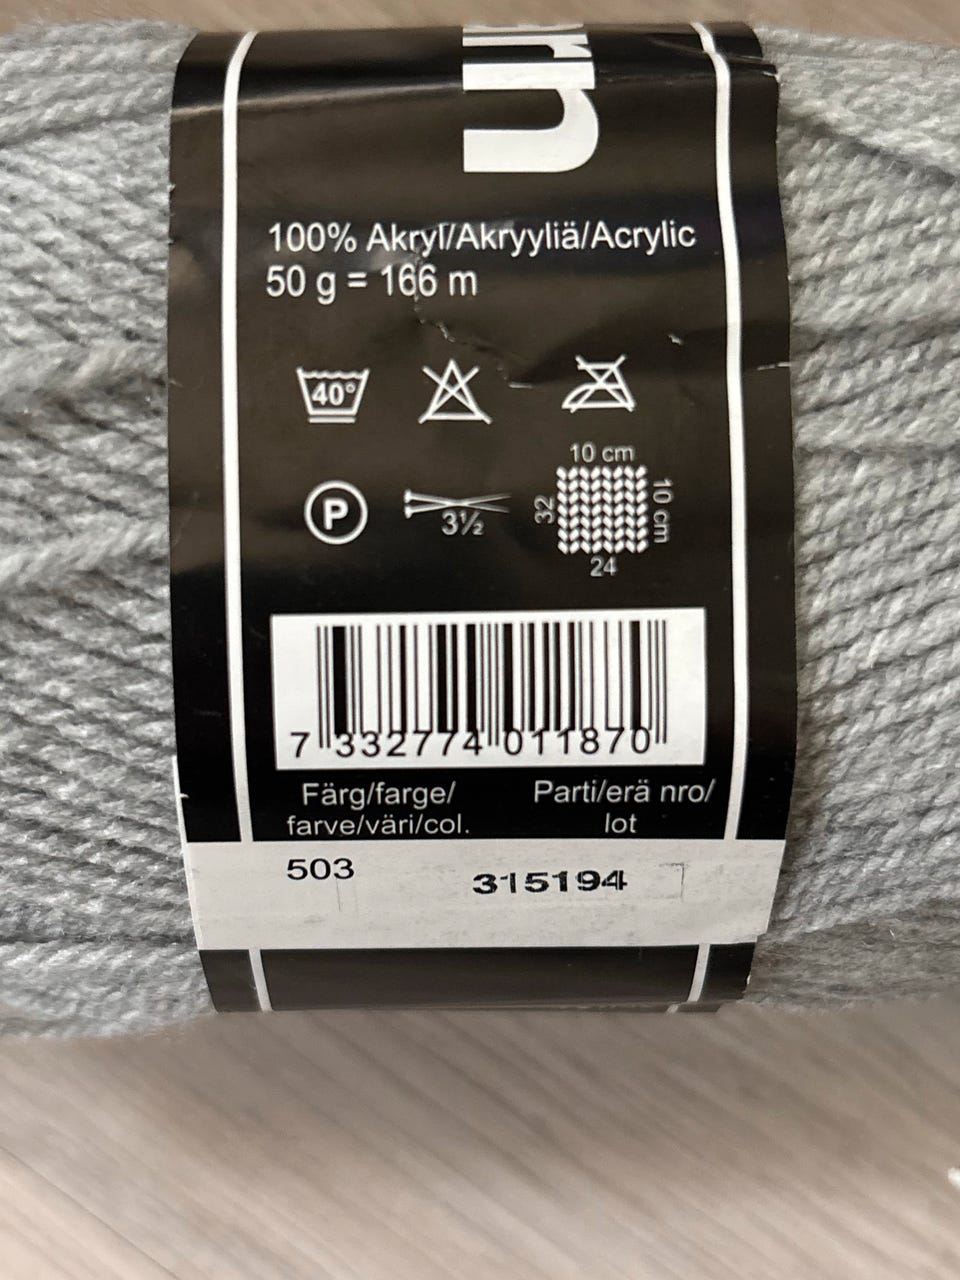 100% Akryl/Akryyliä/Acrylic
50 g = 166 m
40°
P
3½
10 cm
10 cm
32
24
7 332774 011870
Färg/farge/
farve/väri/col.
Parti/erä nro/
lot
503
315194